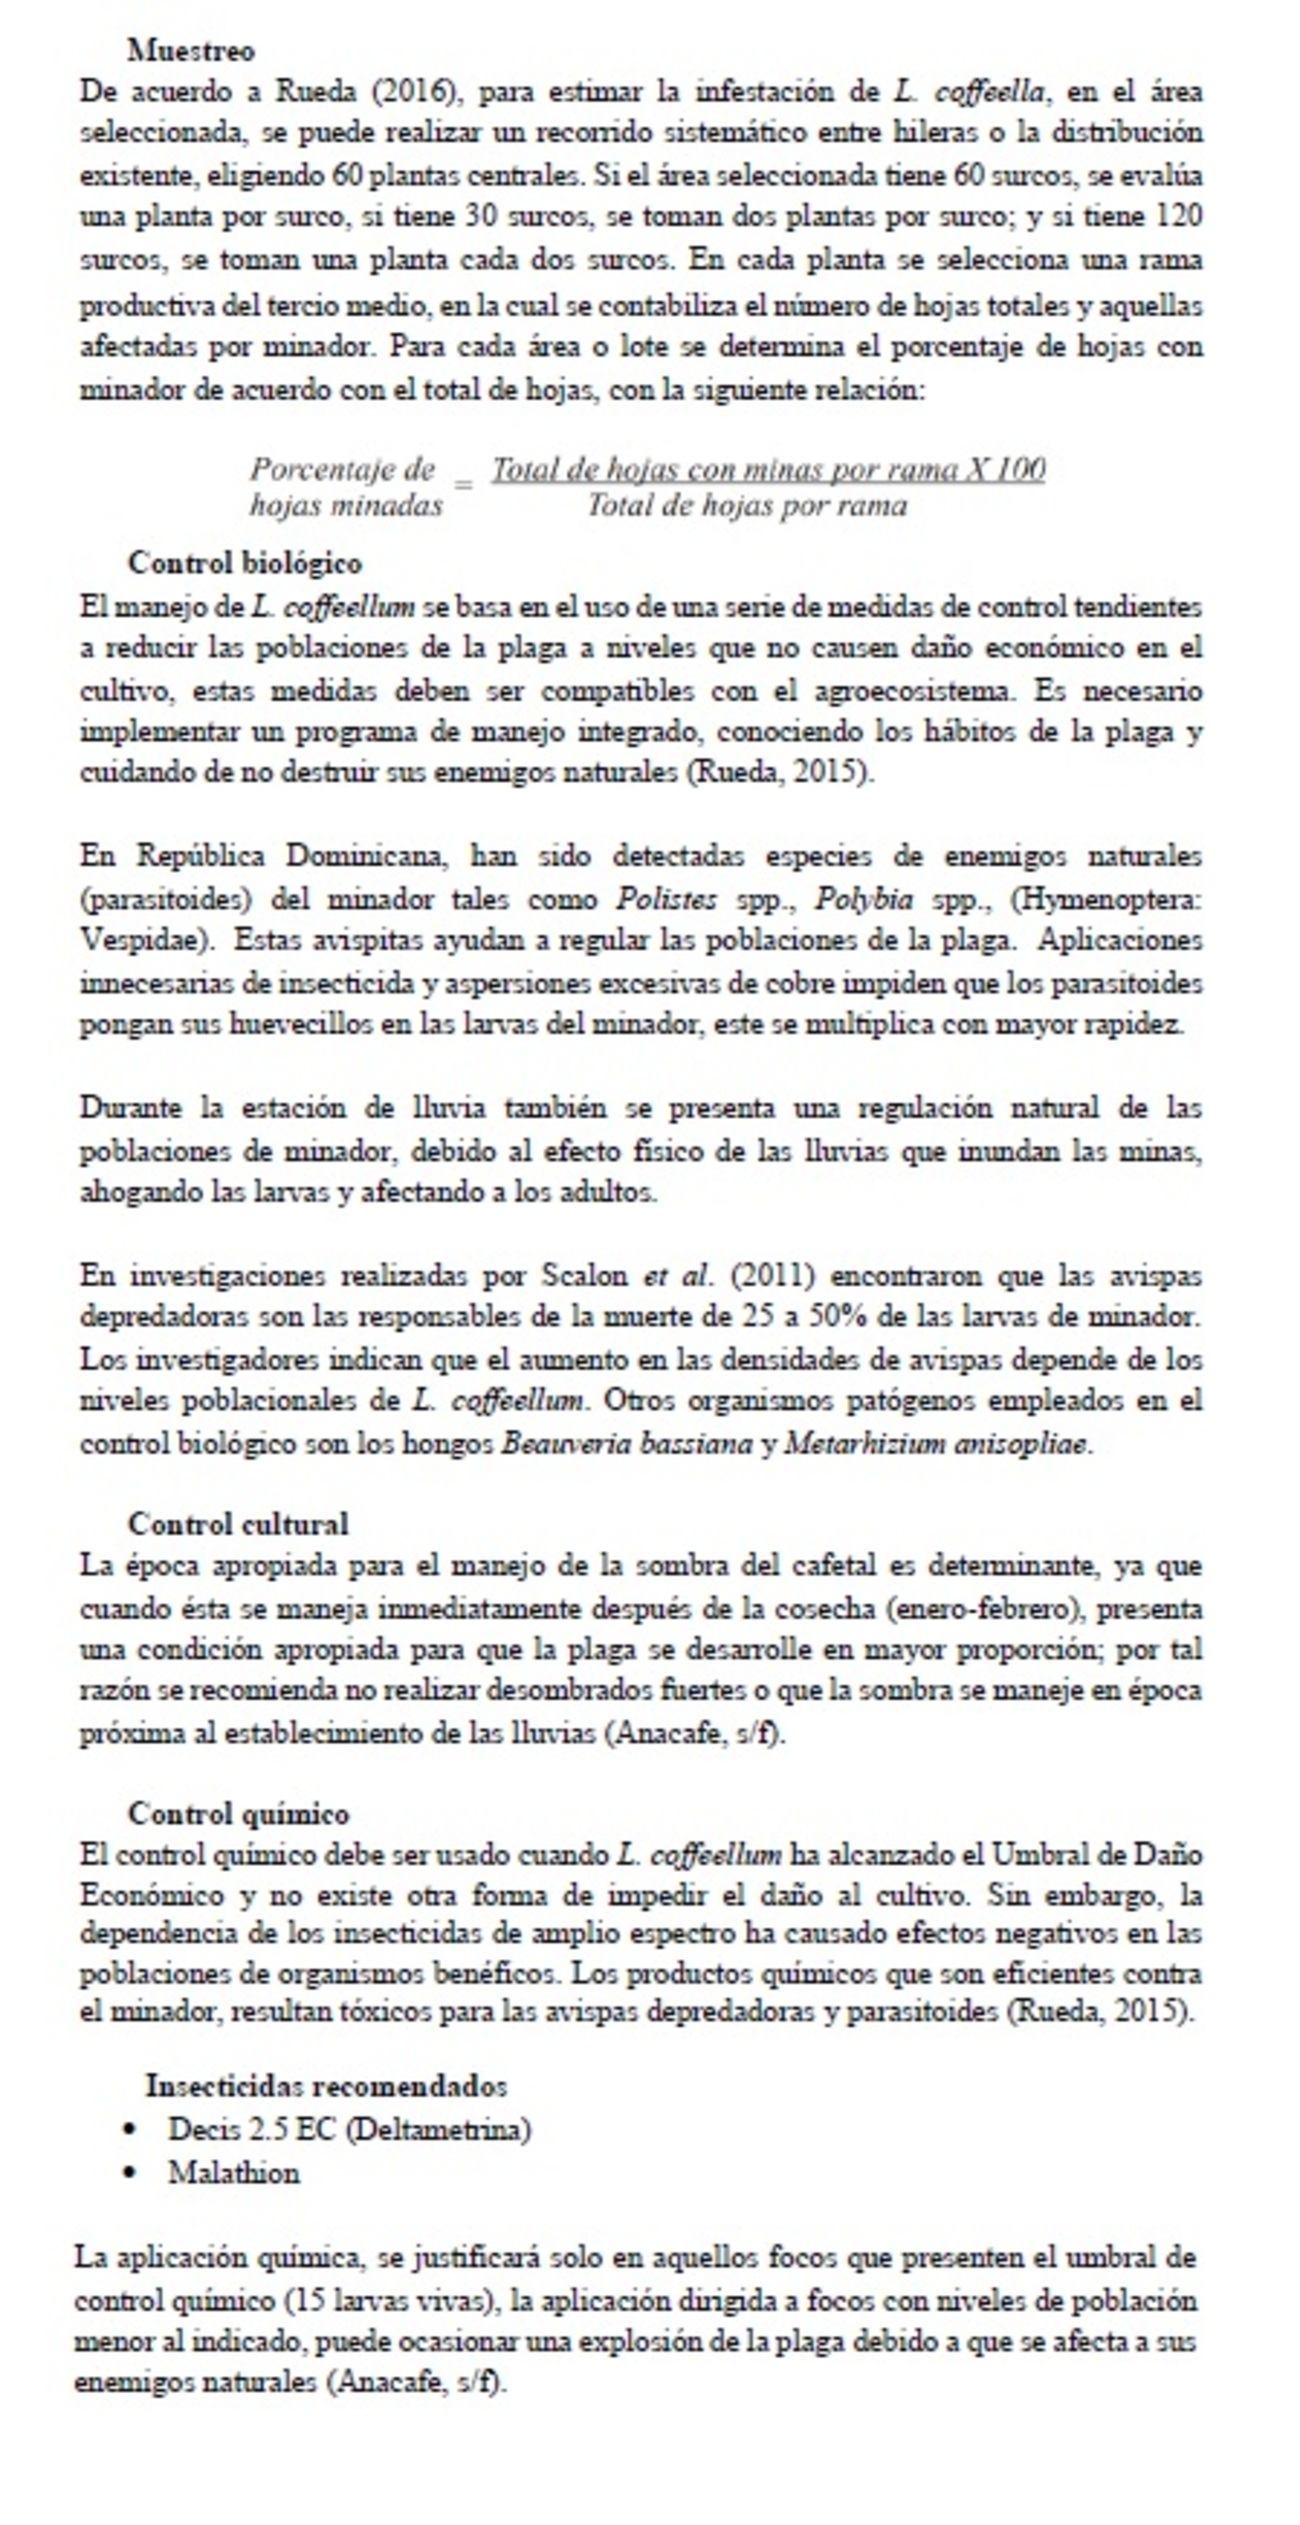 Muestreo
De acuerdo a Rueda (2016), para estimar la infestación de L. coffeella, en el área
seleccionada, se puede realizar un recorrido sistemático entre hileras o la distribución
existente, eligiendo 60 plantas centrales. Si el área seleccionada tiene 60 surcos, se evalúa
una planta por surco, si tiene 30 surcos, se toman dos plantas por surco; y si tiene 120
surcos, se toman una planta cada dos surcos. En cada planta se selecciona una rama
productiva del tercio medio, en la cual se contabiliza el número de hojas totales y aquellas
afectadas por minador. Para cada área o lote se determina el porcentaje de hojas con
minador de acuerdo con el total de hojas, con la siguiente relación:
Porcentaje de hojas minadas = Total de hojas con minas por rama X 100
Total de hojas por rama
Control biológico
El manejo de L. coffeellum se basa en el uso de una serie de medidas de control tendientes
a reducir las poblaciones de la plaga a niveles que no causen daño económico en el
cultivo, estas medidas deben ser compatibles con el agroecosistema. Es necesario
implementar un programa de manejo integrado, conociendo los hábitos de la plaga y
cuidando de no destruir sus enemigos naturales (Rueda, 2015).
En República Dominicana, han sido detectadas especies de enemigos naturales
(parasitoides) del minador tales como Polistes spp., Polybia spp., (Hymenoptera:
Vespidae). Estas avispitas ayudan a regular las poblaciones de la plaga. Aplicaciones
innecesarias de insecticida y aspersiones excesivas de cobre impiden que los parasitoides
pongan sus huevecillos en las larvas del minador, este se multiplica con mayor rapidez.
Durante la estación de lluvia también se presenta una regulación natural de las
poblaciones de minador, debido al efecto físico de las lluvias que inundan las minas,
ahogando las larvas y afectando a los adultos.
En investigaciones realizadas por Scalon et al. (2011) encontraron que las avispas
depredadoras son las responsables de la muerte de 25 a 50% de las larvas de minador.
Los investigadores indican que el aumento en las densidades de avispas depende de los
niveles poblacionales de L. coffeellum. Otros organismos patógenos empleados en el
control biológico son los hongos Beauveria bassiana y Metarhizium anisopliae.
Control cultural
La época apropiada para el manejo de la sombra del cafetal es determinante, ya que
cuando ésta se maneja inmediatamente después de la cosecha (enero-febrero), presenta
una condición apropiada para que la plaga se desarrolle en mayor proporción; por tal
razón se recomienda no realizar desombrados fuertes o que la sombra se maneje en época
próxima al establecimiento de las lluvias (Anacafe, s/f).
Control químico
El control químico debe ser usado cuando L. coffeellum ha alcanzado el Umbral de Daño
Económico y no existe otra forma de impedir el daño al cultivo. Sin embargo, la
dependencia de los insecticidas de amplio espectro ha causado efectos negativos en las
poblaciones de organismos benéficos. Los productos químicos que son eficientes contra
el minador, resultan tóxicos para las avispas depredadoras y parasitoides (Rueda, 2015).
Insecticidas recomendados
• Decis 2.5 EC (Deltametrina)
• Malathion
La aplicación química, se justificará solo en aquellos focos que presenten el umbral de
control químico (15 larvas vivas), la aplicación dirigida a focos con niveles de población
menor al indicado, puede ocasionar una explosión de la plaga debido a que se afecta a sus
enemigos naturales (Anacafe, s/f).